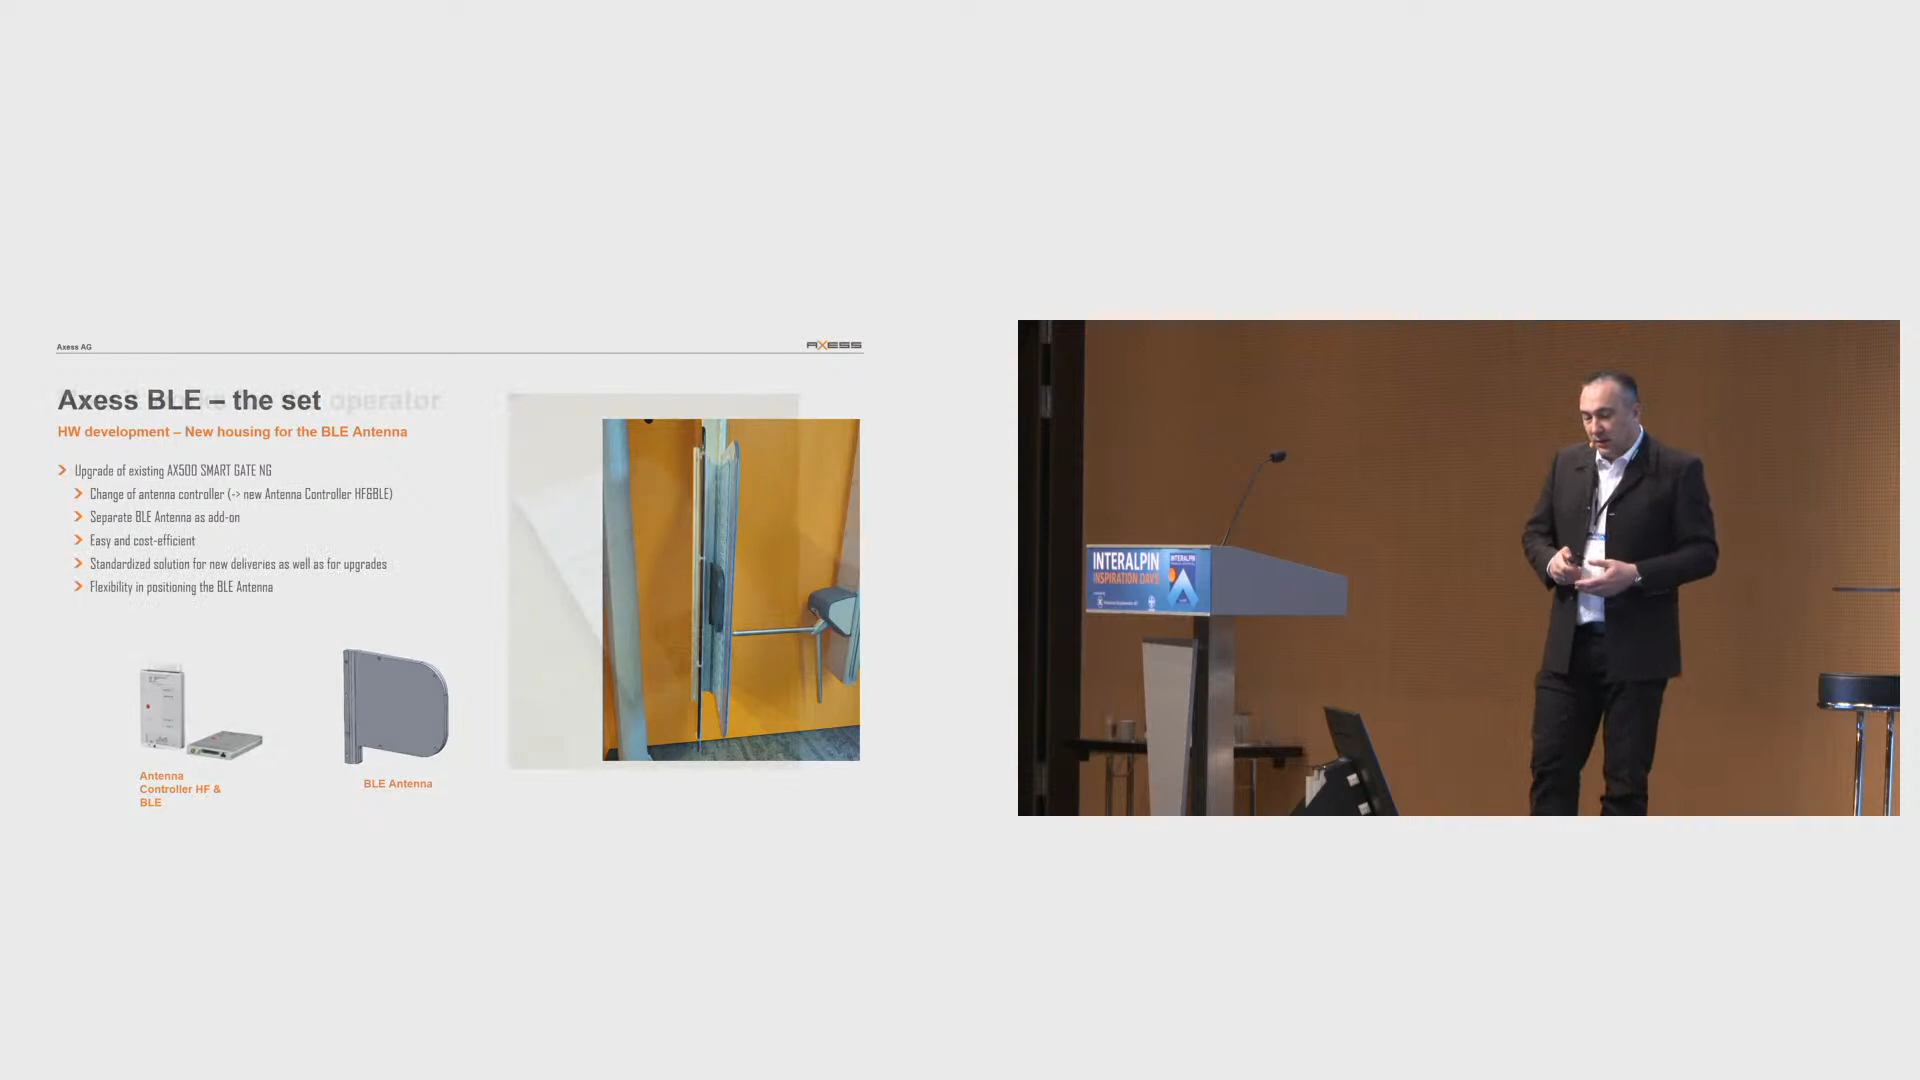 Axess AG
AXESS
Axess BLE – the set
operator
HW development – New housing for the BLE Antenna
Upgrade of existing AX500 SMART GATE NG
Change of antenna controller (-> new Antenna Controller HF&BLE)
Separate BLE Antenna as add-on
Easy and cost-efficient
Standardized solution for new deliveries as well as for upgrades
Flexibility in positioning the BLE Antenna
Antenna
Controller HF &
BLE
BLE Antenna
INTERALPIN
INSPIRATION DAYS
INTERALPIN